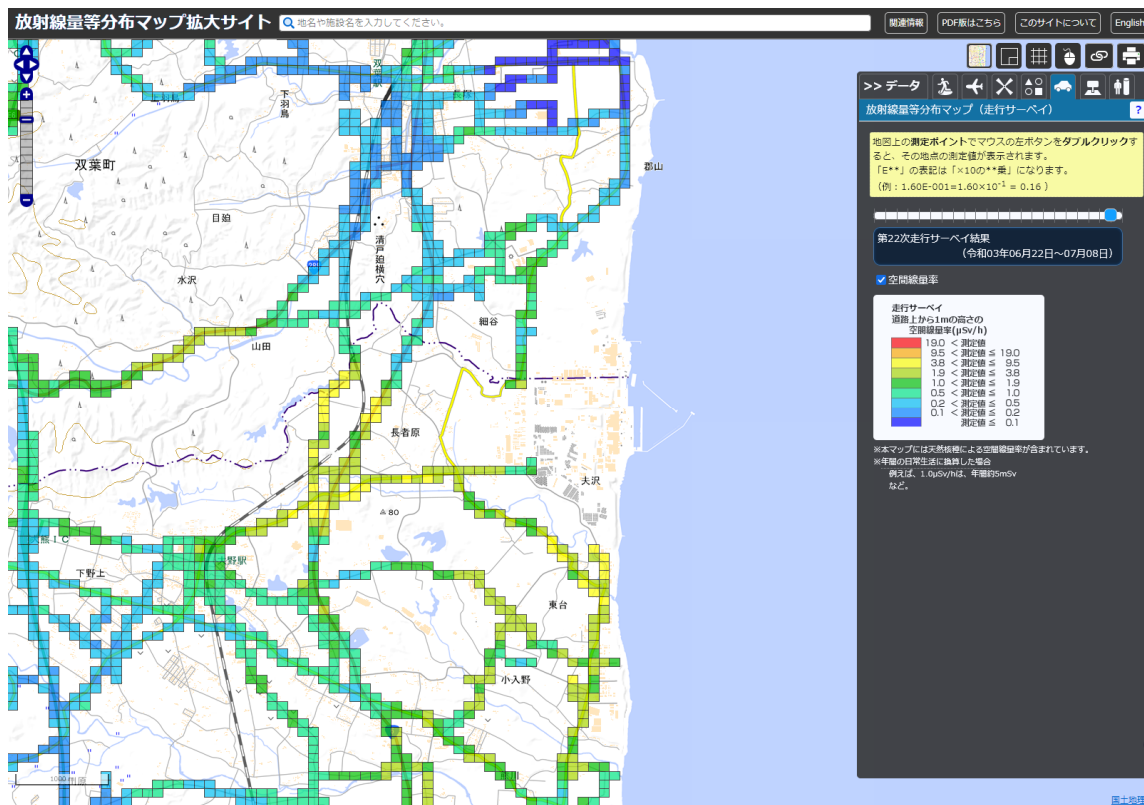 放射線量等分布マップ拡大サイト
地名や施設名を入力してください。
関連情報
PDF版はこちら
このサイトについて
English
>> データ
放射線量等分布マップ（走行サーベイ）
?
地図上の測定ポイントでマウスの左ボタンをダブルクリックす
ると、その地点の測定値が表示されます。
「E**」の表記は「×10の**乗」になります。
（例：1.60E-001=1.60×10-1 = 0.16 ）
第22次走行サーベイ結果
（令和03年06月22日～07月08日）
空間線量率
走行サーベイ
道路上から1mの高さの
空間線量率(μSv/h)
19.0 < 測定値
9.5 < 測定値 ≦ 19.0
3.8 < 測定値 ≦ 9.5
1.9 < 測定値 ≦ 3.8
1.0 < 測定値 ≦ 1.9
0.5 < 測定値 ≦ 1.0
0.2 < 測定値 ≦ 0.5
0.1 < 測定値 ≦ 0.2
測定値 ≦ 0.1
※本マップには天然核種による空間線量率が含まれています。
※年間の日常生活に換算した場合
例えば、1.0μSv/hは、年間約5mSv
など。
双葉駅
下羽鳥
双葉町
郡山
目迫
清戸迫横穴
水沢
細谷
山田
長者原
夫沢
80
大野駅
下野上
東台
小入野
1000 m
国土地理